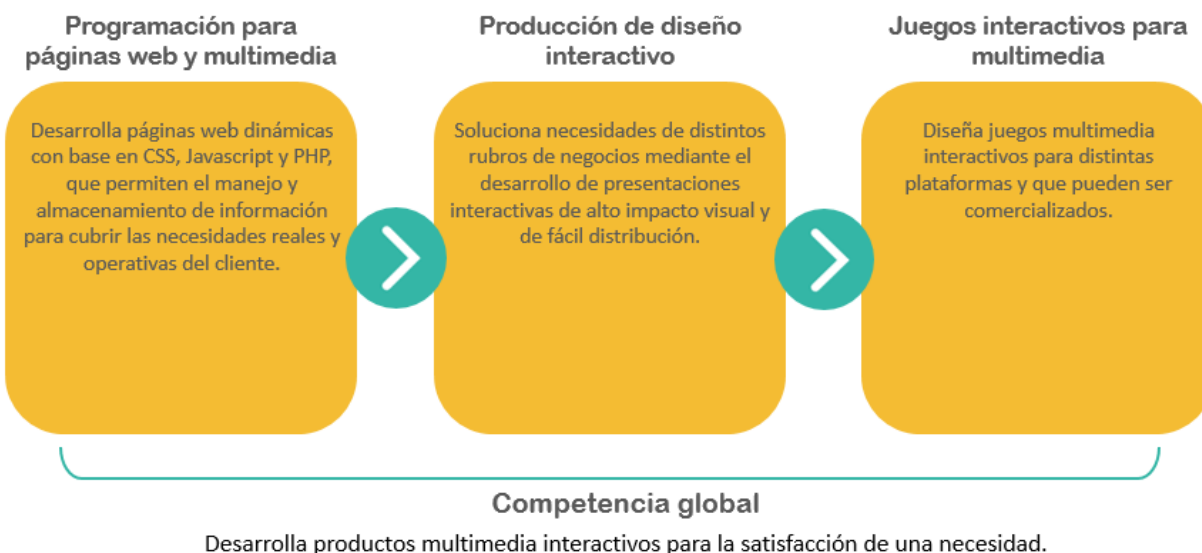 Programación para
páginas web y multimedia
Desarrolla páginas web dinámicas
con base en CSS, Javascript y PHP,
que permiten el manejo y
almacenamiento de información
para cubrir las necesidades reales y
operativas del cliente.
Producción de diseño
interactivo
Soluciona necesidades de distintos
rubros de negocios mediante el
desarrollo de presentaciones
interactivas de alto impacto visual y
de fácil distribución.
Juegos interactivos para
multimedia
Diseña juegos multimedia
interactivos para distintas
plataformas y que pueden ser
comercializados.
Competencia global
Desarrolla productos multimedia interactivos para la satisfacción de una necesidad.